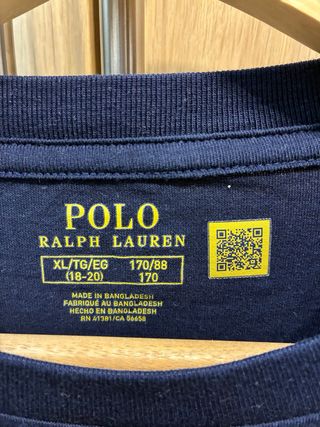 POLO
RALPH LAUREN
XL/TG/EG 170/88
(18-20) 170
MADE IN BANGLADESH
FABRIQUÉ AU BANGLADESH
HECHO EN BANGLADESH
RN 41381/CA 56658